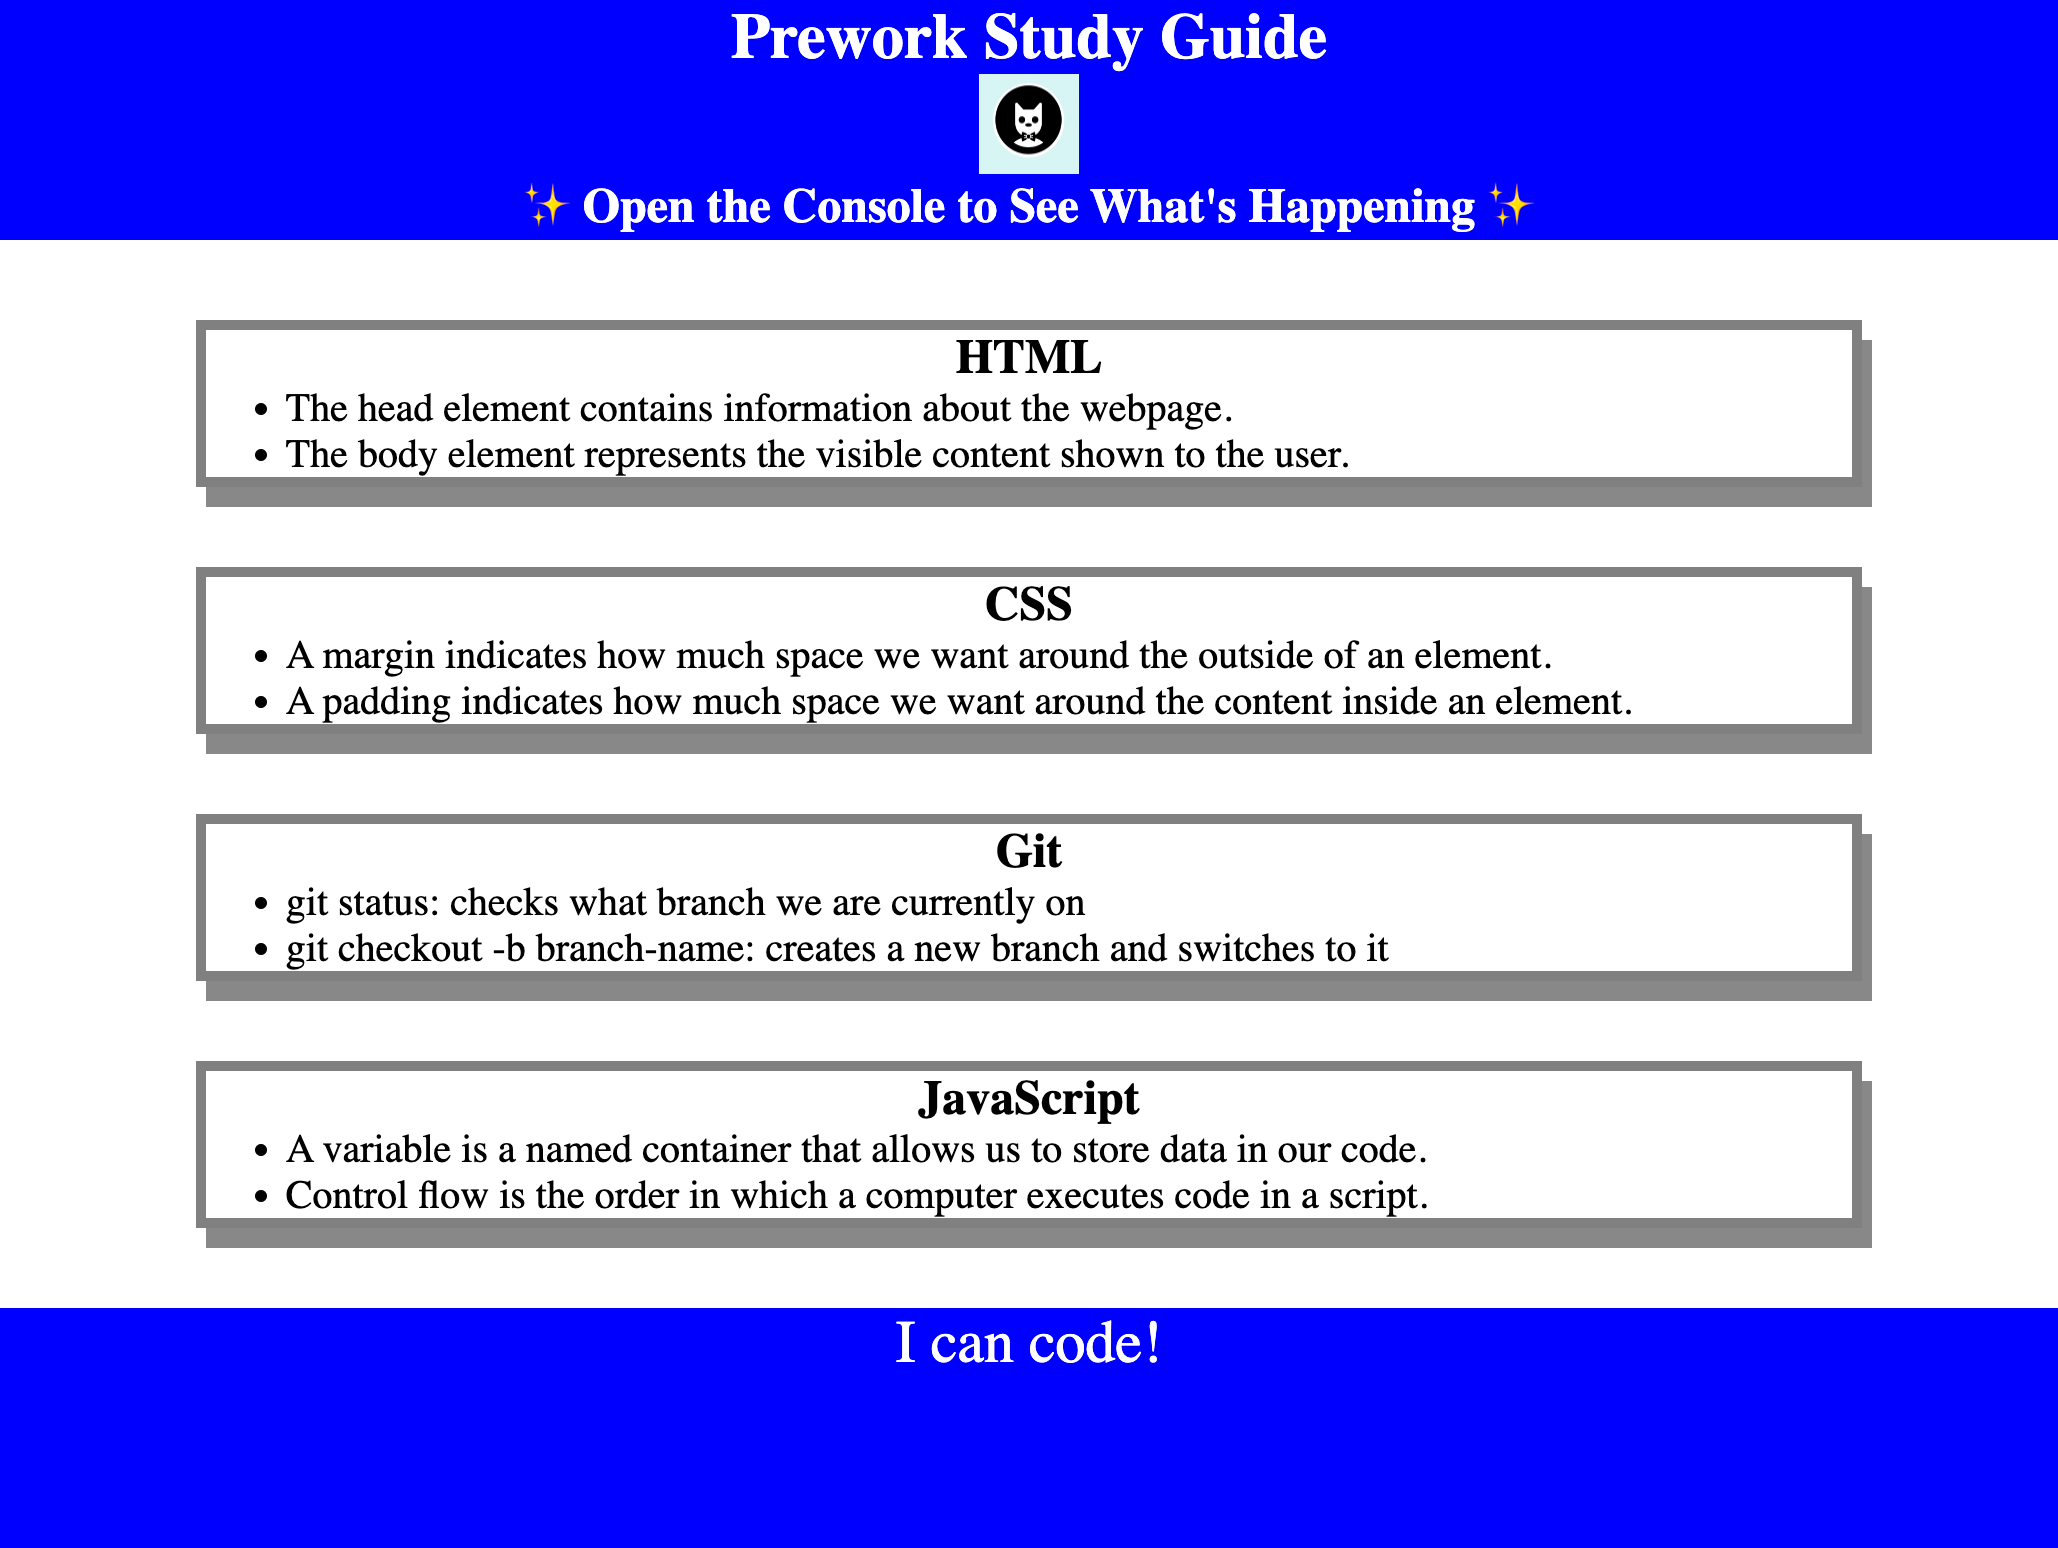 Prework Study Guide
✨ Open the Console to See What's Happening ✨
HTML
• The head element contains information about the webpage.
• The body element represents the visible content shown to the user.
CSS
• A margin indicates how much space we want around the outside of an element.
• A padding indicates how much space we want around the content inside an element.
Git
• git status: checks what branch we are currently on
• git checkout -b branch-name: creates a new branch and switches to it
JavaScript
• A variable is a named container that allows us to store data in our code.
• Control flow is the order in which a computer executes code in a script.
I can code!